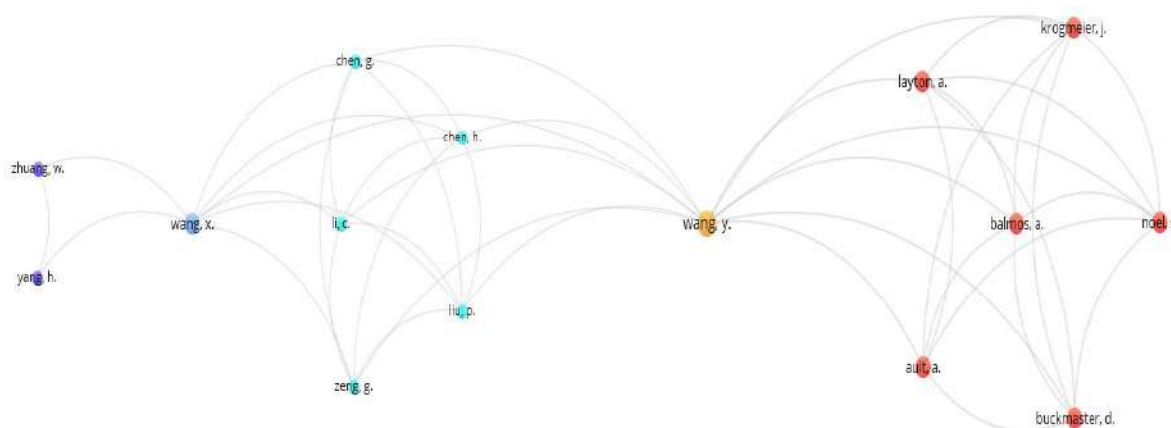 krogmeier, j.
chen, g.
layton, a.
chen, h.
zhuang, w.
wang, x.
li, c.
wang, y.
balmos, a.
noel,
yang, h.
liu, p.
ault, a.
zeng, g.
buckmaster, d.